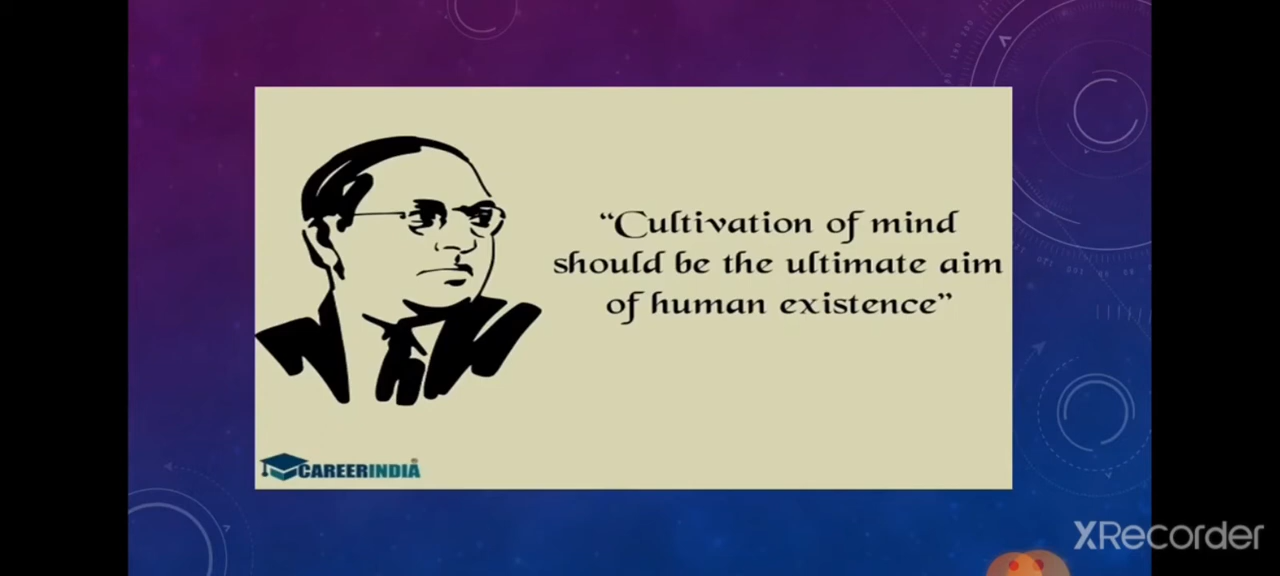 “Cultivation of mind
should be the ultimate aim
of human existence”
CAREERINDIA
XRecorder